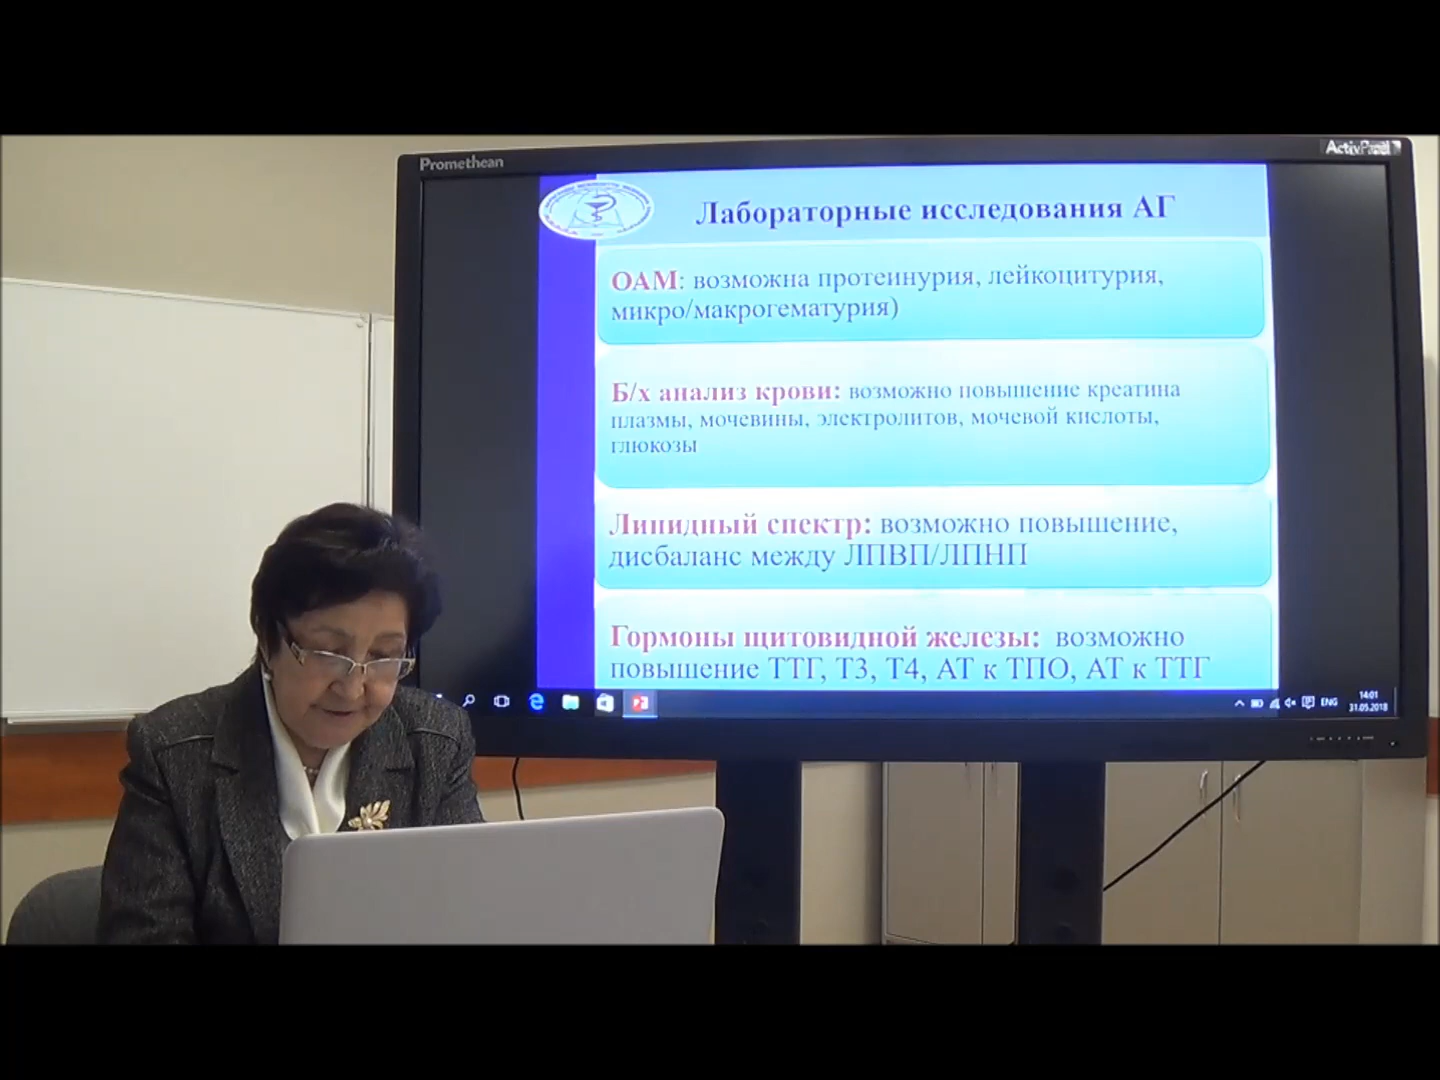 Promethean
ActivPanel
Лабораторные исследования АГ
ОАМ: возможна протеинурия, лейкоцитурия,
микро/макрогематурия)
Б/х анализ крови: возможно повышение креатина
плазмы, мочевины, электролитов, мочевой кислоты,
глюкозы
Липидный спектр: возможно повышение,
дисбаланс между ЛПВП/ЛПНП
Гормоны щитовидной железы: возможно
повышение ТТГ, Т3, Т4, АТ к ТПО, АТ к ТТГ
ENG
14:01
31.05.2018